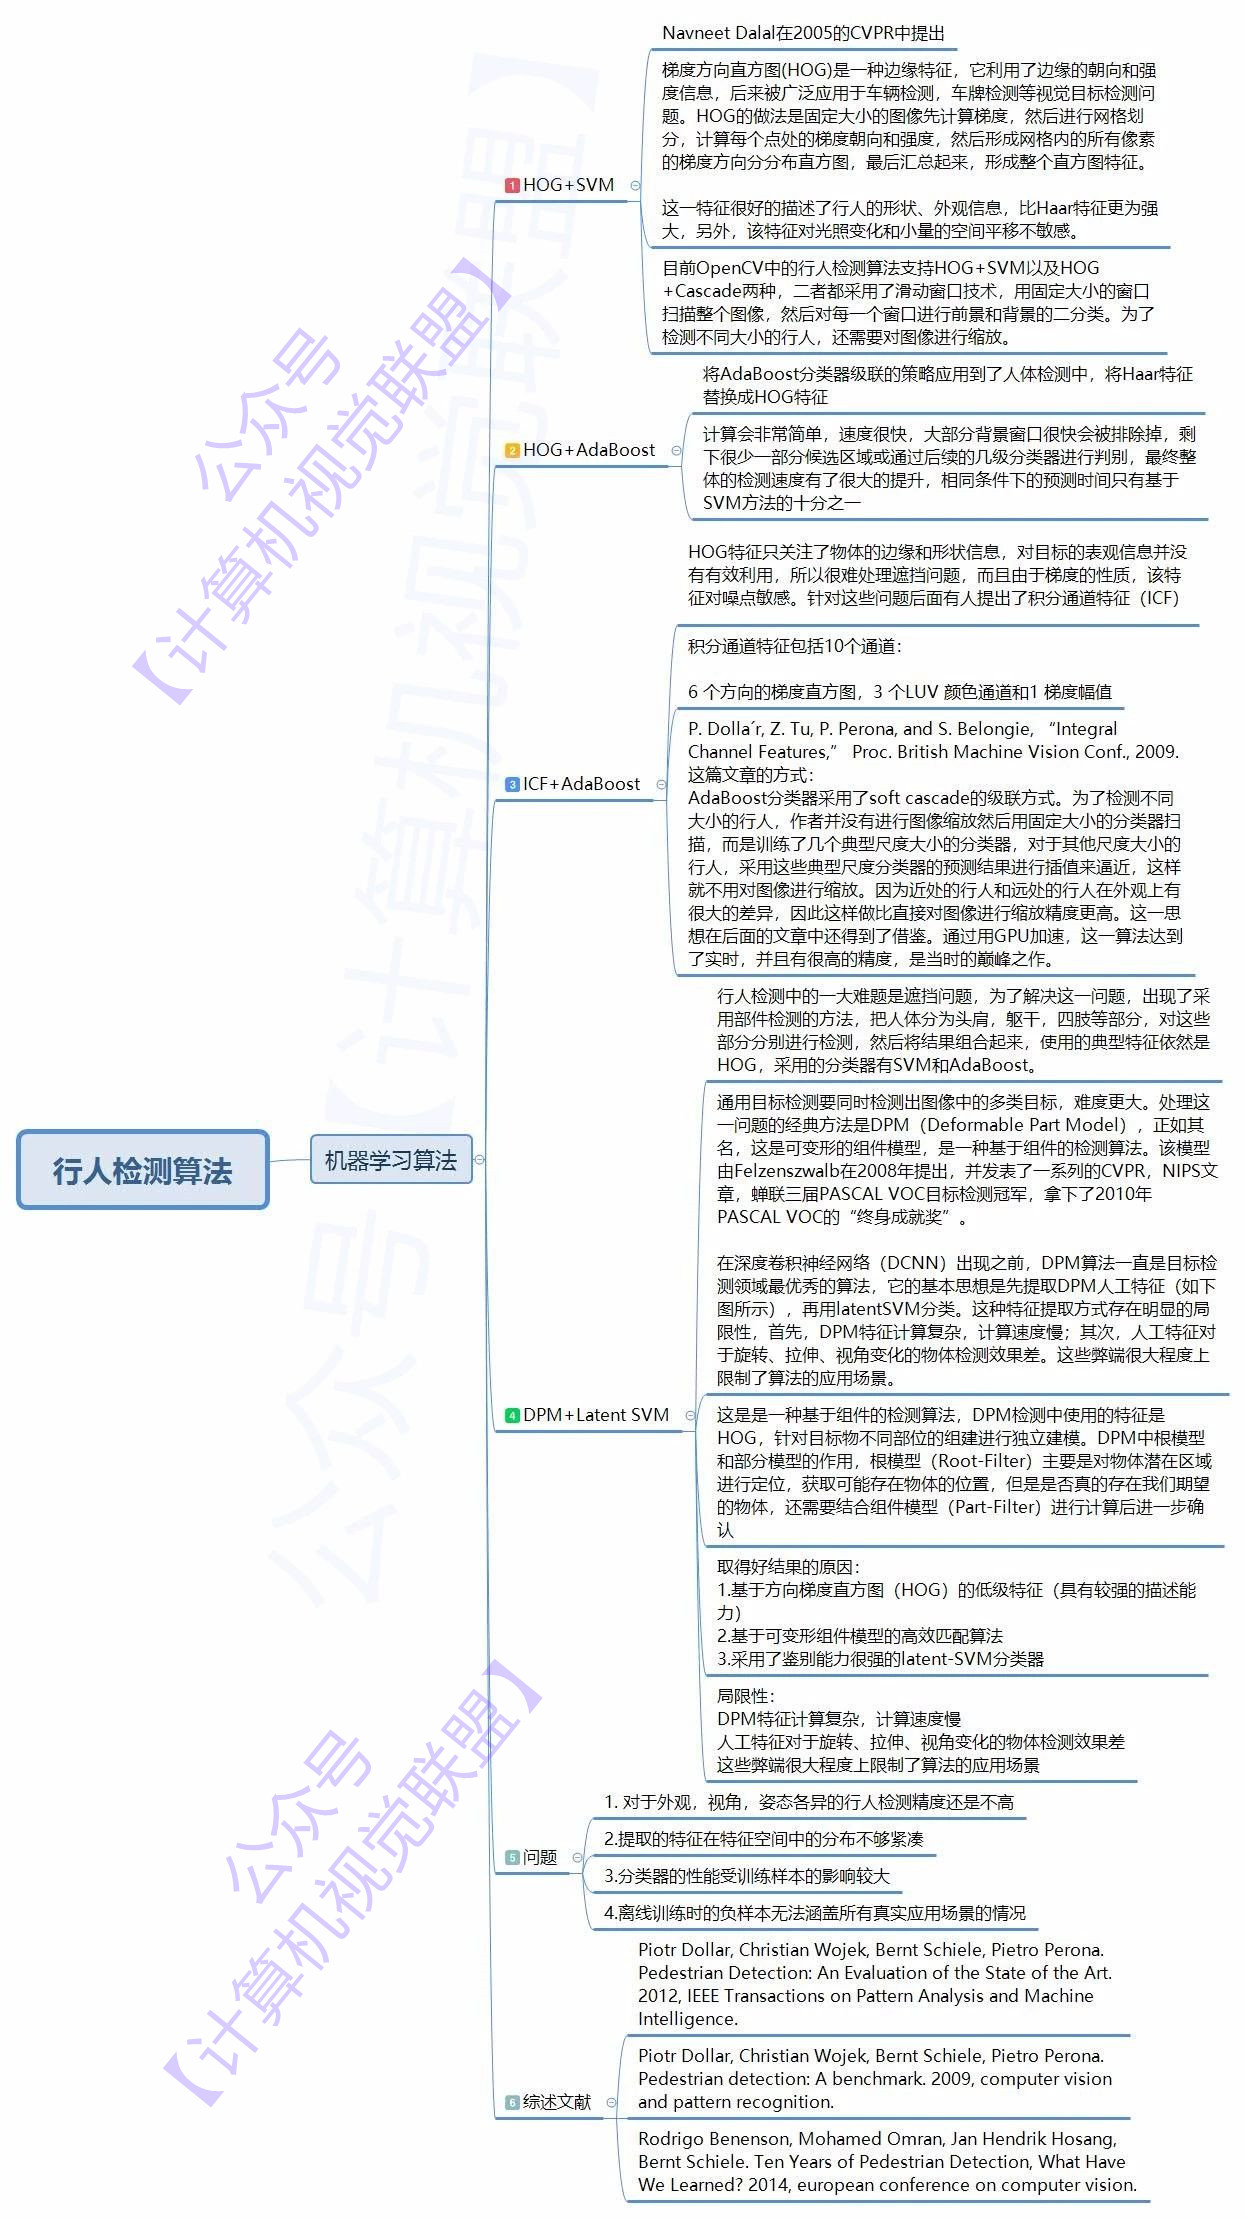 Navneet Dalal在2005的CVPR中提出
梯度方向直方图(HOG)是一种边缘特征，它利用了边缘的朝向和强
度信息，后来被广泛应用于车辆检测，车牌检测等视觉目标检测问
题。HOG的做法是固定大小的图像先计算梯度，然后进行网格划
分，计算每个点处的梯度朝向和强度，然后形成网格内的所有像素
的梯度方向分分布直方图，最后汇总起来，形成整个直方图特征。
这一特征很好的描述了行人的形状、外观信息，比Haar特征更为强
大，另外，该特征对光照变化和小量的空间平移不敏感。
1 HOG+SVM
目前OpenCV中的行人检测算法支持HOG+SVM以及HOG
+Cascade两种，二者都采用了滑动窗口技术，用固定大小的窗口
扫描整个图像，然后对每一个窗口进行前景和背景的二分类。为了
检测不同大小的行人，还需要对图像进行缩放。
将AdaBoost分类器级联的策略应用到了人体检测中，将Haar特征
替换成HOG特征
2 HOG+AdaBoost
计算会非常简单，速度很快，大部分背景窗口很快会被排除掉，剩
下很少一部分候选区域或通过后续的几级分类器进行判别，最终整
体的检测速度有了很大的提升，相同条件下的预测时间只有基于
SVM方法的十分之一
HOG特征只关注了物体的边缘和形状信息，对目标的表观信息并没
有有效利用，所以很难处理遮挡问题，而且由于梯度的性质，该特
征对噪点敏感。针对这些问题后面有人提出了积分通道特征（ICF）
积分通道特征包括10个通道：
6 个方向的梯度直方图，3 个LUV 颜色通道和1 梯度幅值
3 ICF+AdaBoost
P. Dolla´r, Z. Tu, P. Perona, and S. Belongie, “Integral
Channel Features,” Proc. British Machine Vision Conf., 2009.
这篇文章的方式：
AdaBoost分类器采用了soft cascade的级联方式。为了检测不同
大小的行人，作者并没有进行图像缩放然后用固定大小的分类器扫
描，而是训练了几个典型尺度大小的分类器，对于其他尺度大小的
行人，采用这些典型尺度分类器的预测结果进行插值来逼近，这样
就不用对图像进行缩放。因为近处的行人和远处的行人在外观上有
很大的差异，因此这样做比直接对图像进行缩放精度更高。这一思
想在后面的文章中还得到了借鉴。通过用GPU加速，这一算法达到
了实时，并且有很高的精度，是当时的巅峰之作。
行人检测中的一大难题是遮挡问题，为了解决这一问题，出现了采
用部件检测的方法，把人体分为头肩，躯干，四肢等部分，对这些
部分分别进行检测，然后将结果组合起来，使用的典型特征依然是
HOG，采用的分类器有SVM和AdaBoost。
行人检测算法
机器学习算法
通用目标检测要同时检测出图像中的多类目标，难度更大。处理这
一问题的经典方法是DPM（Deformable Part Model），正如其
名，这是可变形的组件模型，是一种基于组件的检测算法。该模型
由Felzenszwalb在2008年提出，并发表了一系列的CVPR，NIPS文
章，蝉联三届PASCAL VOC目标检测冠军，拿下了2010年
PASCAL VOC的“终身成就奖”。
在深度卷积神经网络（DCNN）出现之前，DPM算法一直是目标检
测领域最优秀的算法，它的基本思想是先提取DPM人工特征（如下
图所示），再用latentSVM分类。这种特征提取方式存在明显的局
限性，首先，DPM特征计算复杂，计算速度慢；其次，人工特征对
于旋转、拉伸、视角变化的物体检测效果差。这些弊端很大程度上
限制了算法的应用场景。
4 DPM+Latent SVM
这是是一种基于组件的检测算法，DPM检测中使用的特征是
HOG，针对目标物不同部位的组建进行独立建模。DPM中根模型
和部分模型的作用，根模型（Root-Filter）主要是对物体潜在区域
进行定位，获取可能存在物体的位置，但是是否真的存在我们期望
的物体，还需要结合组件模型（Part-Filter）进行计算后进一步确
认
取得好结果的原因：
1.基于方向梯度直方图（HOG）的低级特征（具有较强的描述能
力）
2.基于可变形组件模型的高效匹配算法
3.采用了鉴别能力很强的latent-SVM分类器
局限性：
DPM特征计算复杂，计算速度慢
人工特征对于旋转、拉伸、视角变化的物体检测效果差
这些弊端很大程度上限制了算法的应用场景
5 问题
1. 对于外观，视角，姿态各异的行人检测精度还是不高
2.提取的特征在特征空间中的分布不够紧凑
3.分类器的性能受训练样本的影响较大
4.离线训练时的负样本无法涵盖所有真实应用场景的情况
6 综述文献
Piotr Dollar, Christian Wojek, Bernt Schiele, Pietro Perona.
Pedestrian Detection: An Evaluation of the State of the Art.
2012, IEEE Transactions on Pattern Analysis and Machine
Intelligence.
Piotr Dollar, Christian Wojek, Bernt Schiele, Pietro Perona.
Pedestrian detection: A benchmark. 2009, computer vision
and pattern recognition.
Rodrigo Benenson, Mohamed Omran, Jan Hendrik Hosang,
Bernt Schiele. Ten Years of Pedestrian Detection, What Have
We Learned? 2014, european conference on computer vision.
公众号
【计算机视觉联盟】
公众号【计算机视觉联盟】
公众号
【计算机视觉联盟】